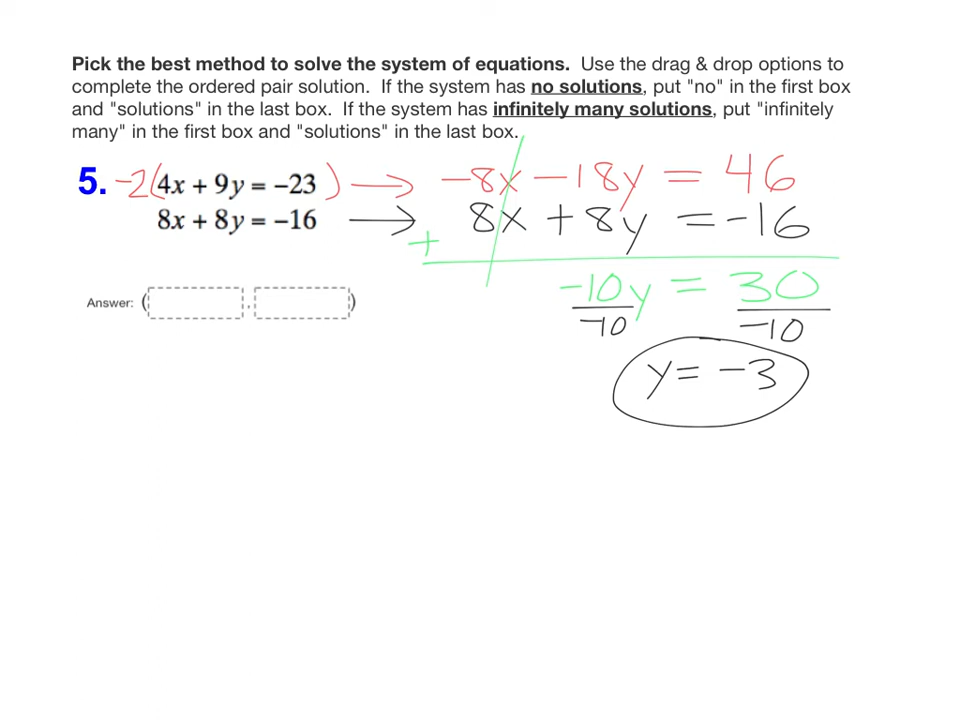 Pick the best method to solve the system of equations. Use the drag & drop options to
complete the ordered pair solution. If the system has no solutions, put "no" in the first box
and "solutions" in the last box. If the system has infinitely many solutions, put "infinitely
many" in the first box and "solutions" in the last box.
5. -2(4x + 9y = −23) → -8x - 18y = 46
8x + 8y = −16 → 8x + 8y = -16
+
-10y = 30
-10 -10
Answer: ( , )
y = -3